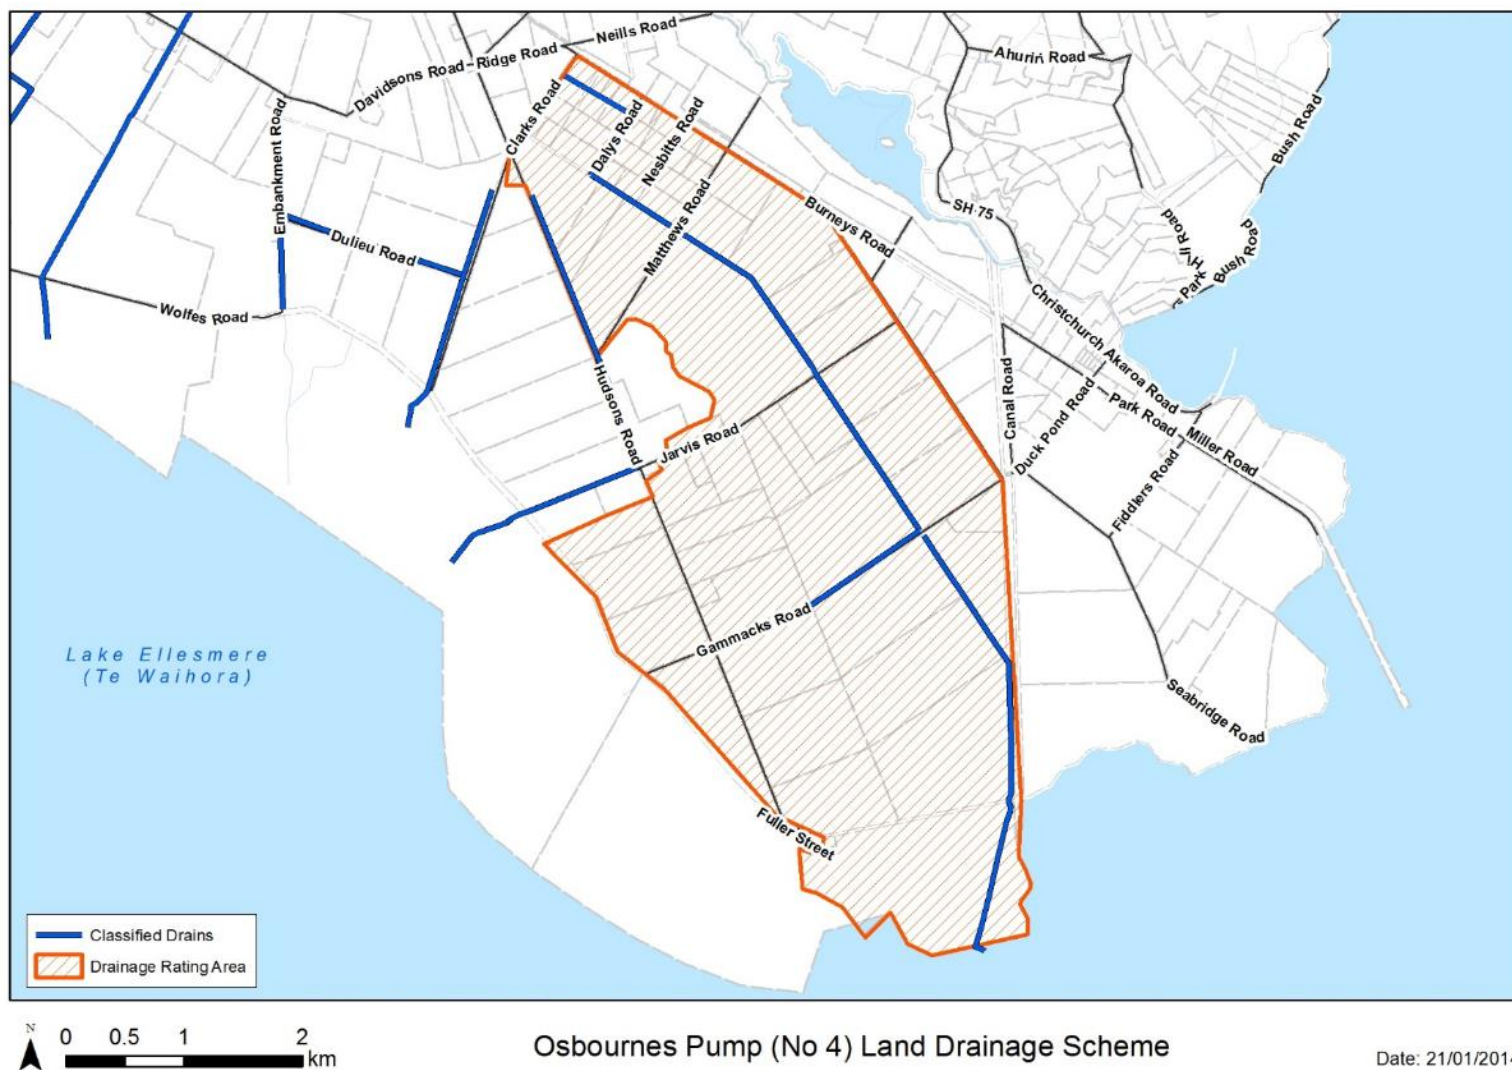 Neills Road
Davidsons Road
Ridge Road
Ahuriri Road
Embankment Road
Clarks Road
Dalys Road
Nesbitts Road
Bush Road
Matthews Road
SH 75
Burneys Road
Park Hill Road
Bush Road
Dulieu Road
Wolfes Road
Christchurch Akaroa Road
Hudsons Road
Canal Road
Duck Pond Road
Park Road
Miller Road
Jarvis Road
Fiddlers Road
Gammacks Road
Lake Ellesmere
(Te Waihora)
Seabridge Road
Fuller Street
Classified Drains
Drainage Rating Area
N
0 0.5 1 2
km
Osbournes Pump (No 4) Land Drainage Scheme
Date: 21/01/2014